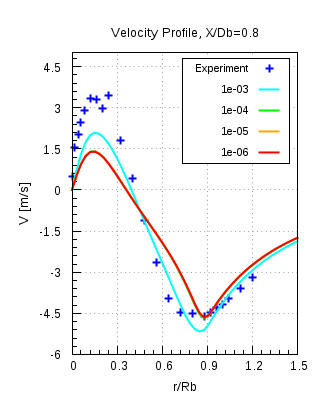 Velocity Profile, X/Db=0.8
Experiment
1e-03
1e-04
1e-05
1e-06
4.5
3
1.5
0
-1.5
-3
-4.5
-6
V [m/s]
0 0.3 0.6 0.9 1.2 1.5
r/Rb